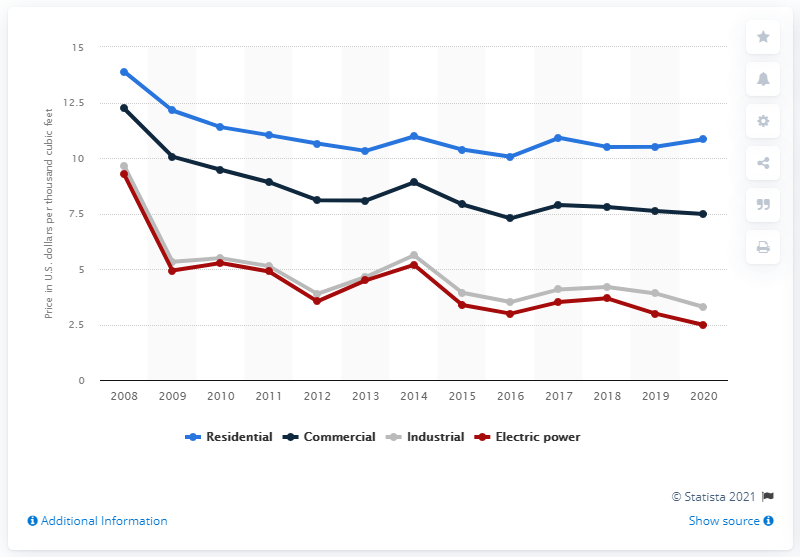 15
12.5
10
7.5
5
2.5
0
Price in U.S. dollars per thousand cubic feet
2008 2009 2010 2011 2012 2013 2014 2015 2016 2017 2018 2019 2020
Residential Commercial Industrial Electric power
© Statista 2021
Additional Information Show source